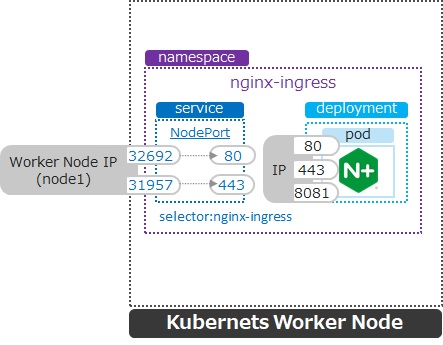 namespace
nginx-ingress
service
deployment
NodePort
pod
Worker Node IP
(node1)
32692
80
31957
443
IP
80
443
8081
N+
selector:nginx-ingress
Kubernets Worker Node